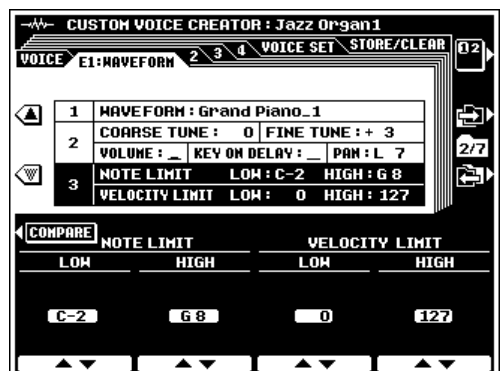 CUSTOM VOICE CREATOR : Jazz Organ1
VOICE E1:WAVEFORM 2 3 4 VOICE SET STORE/CLEAR
1 WAVEFORM : Grand Piano_1
2 COARSE TUNE : 0 FINE TUNE : + 3
VOLUME : _ KEY ON DELAY : _ PAN : L 7
2/7
3 NOTE LIMIT LOW : C-2 HIGH : G 8
VELOCITY LIMIT LOW : 0 HIGH : 127
COMPARE
NOTE LIMIT VELOCITY LIMIT
LOW HIGH LOW HIGH
C-2 G 8 0 127